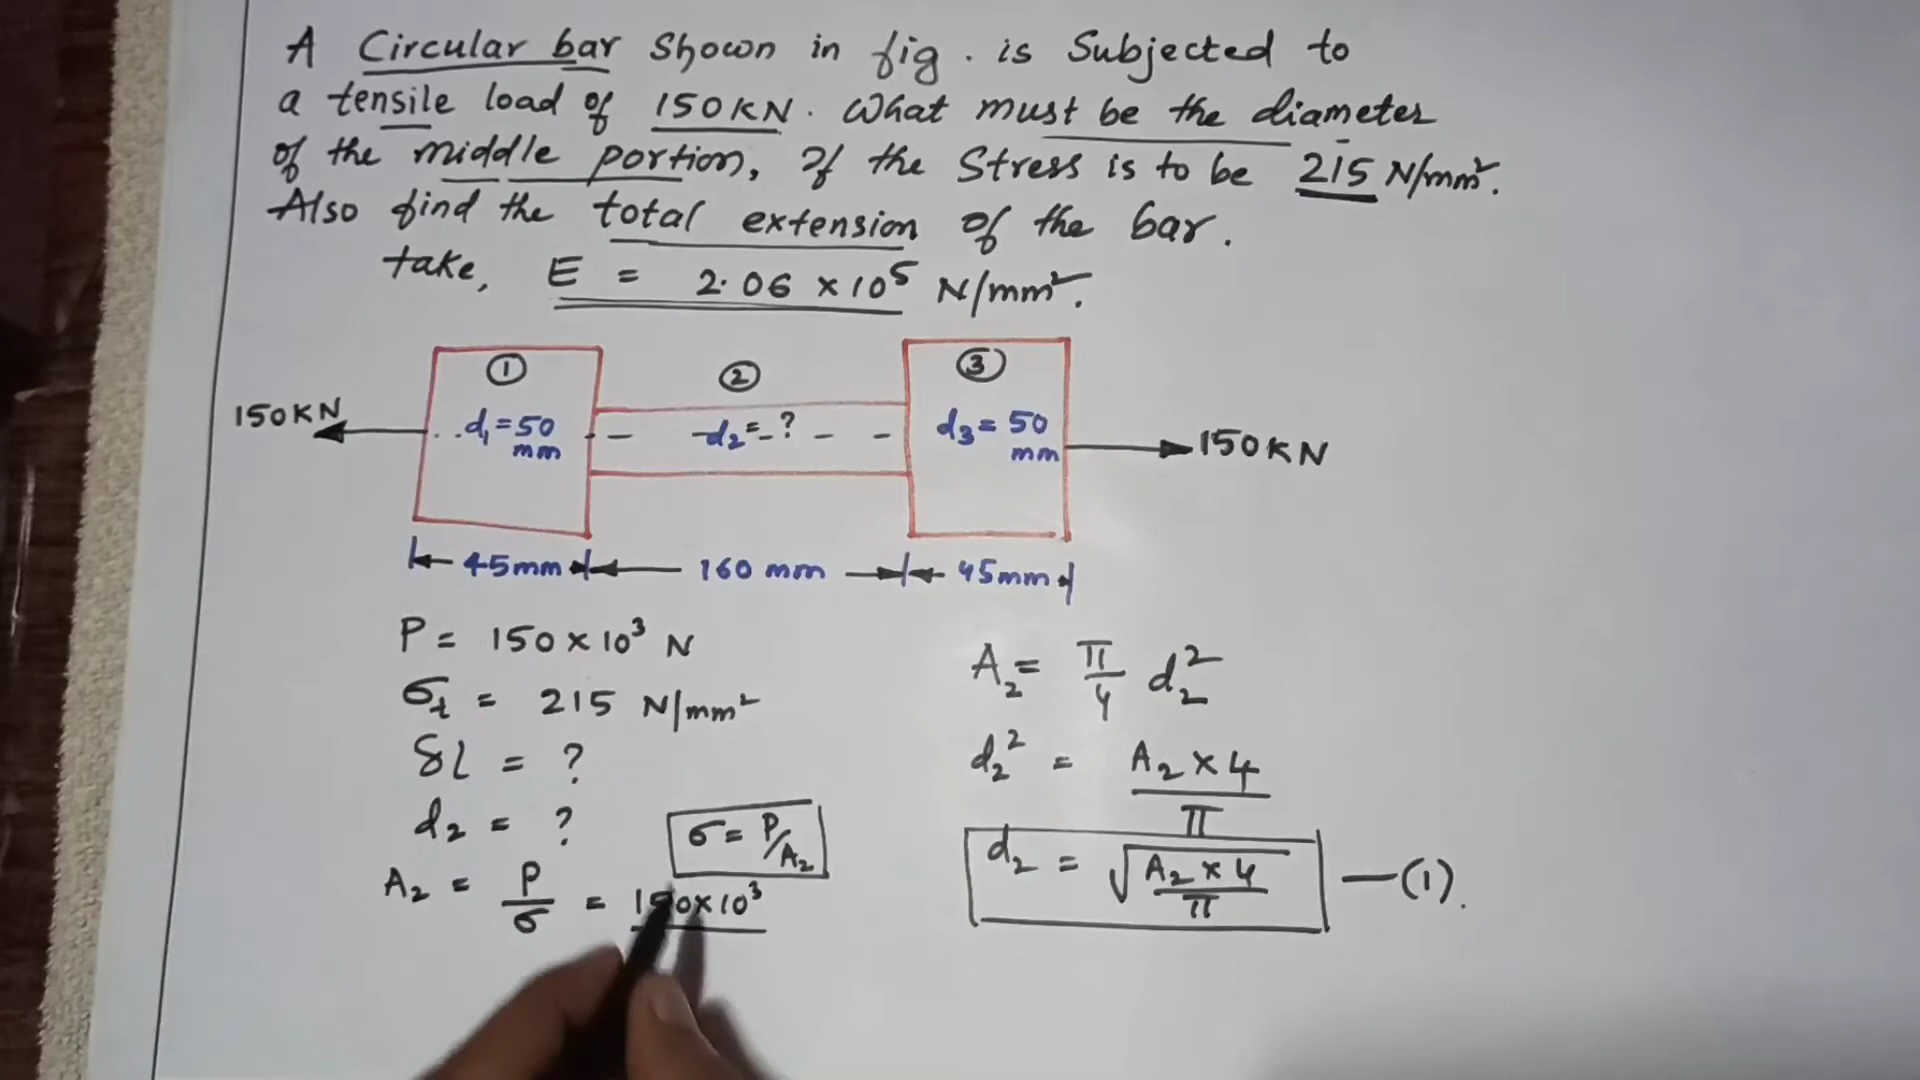 A Circular bar shown in fig. is Subjected to
a tensile load of 150KN. What must be the diameter
of the middle portion, If the Stress is to be 215 N/mm².
Also find the total extension of the bar.
take, E = 2.06 × 10⁵ N/mm².
① ② ③
150KN d₁ = 50 mm d₂ = ? d₃ = 50 mm 150KN
45mm 160 mm 45mm
P = 150 × 10³ N
σt = 215 N/mm²
δl = ?
d₂ = ?
σ = P/A₂
A₂ = P/σ = 150×10³
A₂ = π/4 d₂²
d₂² = A₂ × 4 / π
d₂ = √(A₂ × 4 / π) —(1).